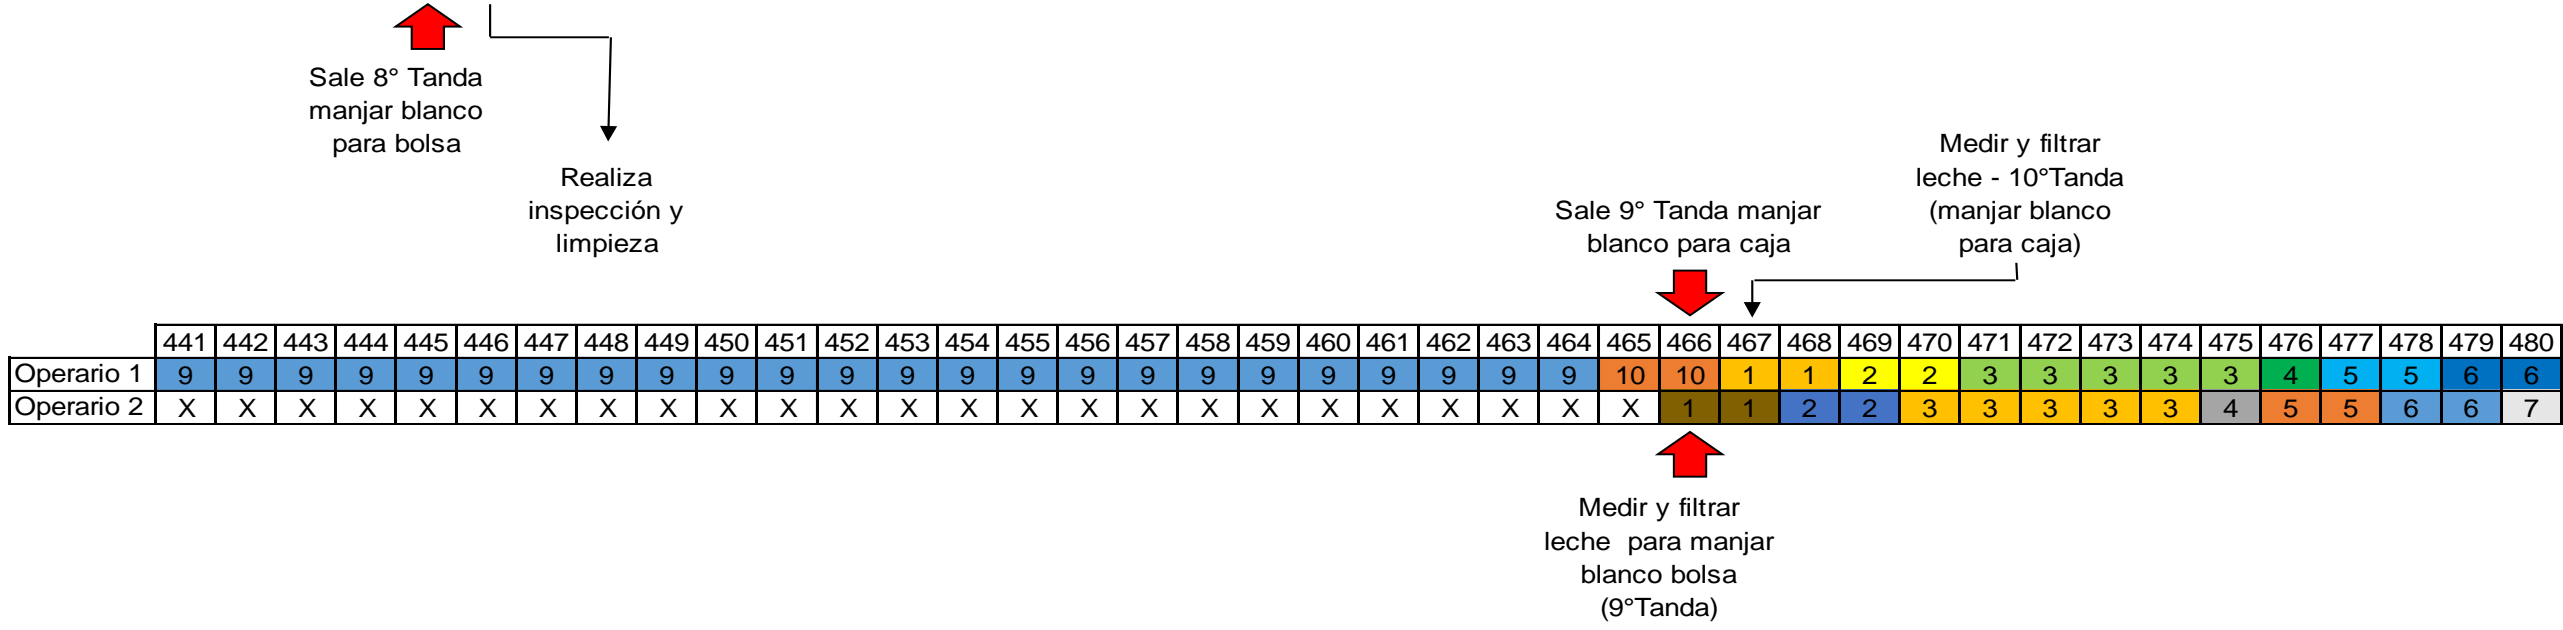 Sale 8° Tanda
manjar blanco
para bolsa
Realiza
inspección y
limpieza
Sale 9° Tanda manjar
blanco para caja
Medir y filtrar
leche - 10°Tanda
(manjar blanco
para caja)
441 442 443 444 445 446 447 448 449 450 451 452 453 454 455 456 457 458 459 460 461 462 463 464 465 466 467 468 469 470 471 472 473 474 475 476 477 478 479 480
Operario 1 9 9 9 9 9 9 9 9 9 9 9 9 9 9 9 9 9 9 9 9 9 9 9 9 10 10 1 1 2 2 3 3 3 3 3 4 5 5 6 6
Operario 2 X X X X X X X X X X X X X X X X X X X X X X X X X 1 1 2 2 3 3 3 3 3 4 5 5 6 6 7
Medir y filtrar
leche para manjar
blanco bolsa
(9°Tanda)